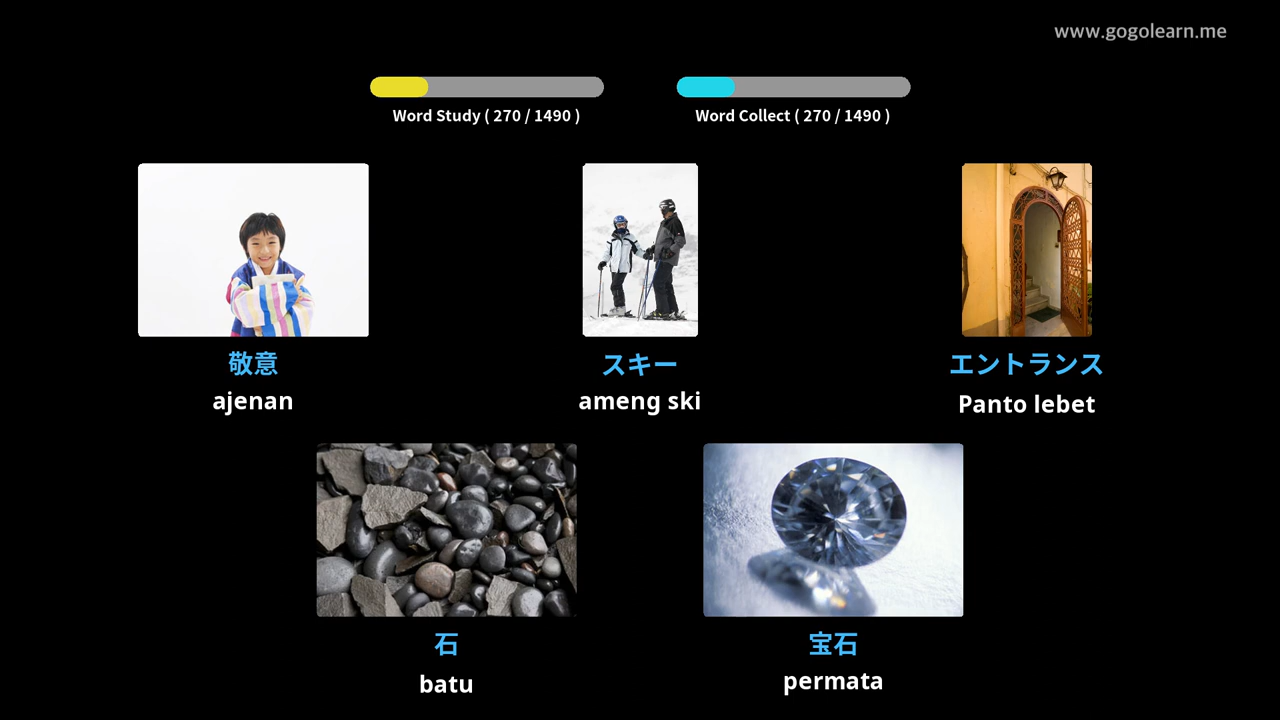 www.gogolearn.me
Word Study ( 270 / 1490 )
Word Collect ( 270 / 1490 )
敬意
ajenan
スキー
ameng ski
エントランス
Panto lebet
石
batu
宝石
permata